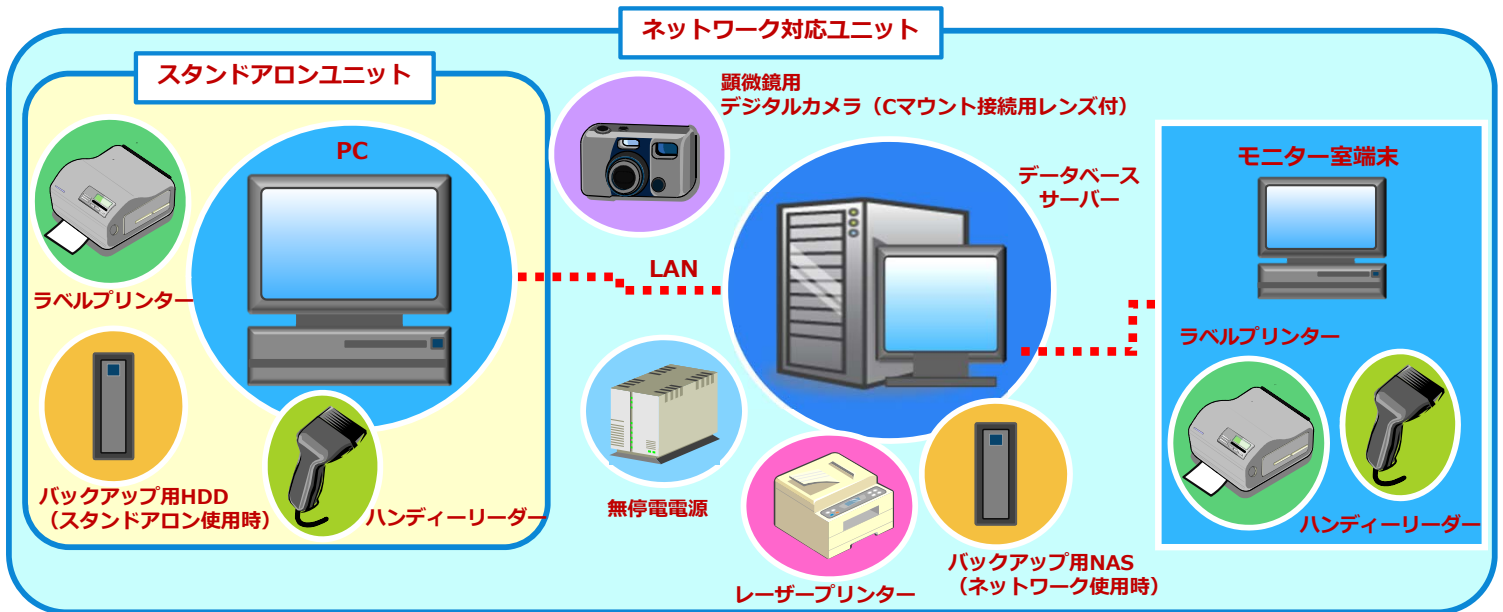 ネットワーク対応ユニット
スタンドアロンユニット
PC
ラベルプリンター
バックアップ用HDD
（スタンドアロン使用時）
ハンディーリーダー
顕微鏡用
デジタルカメラ（Cマウント接続用レンズ付）
LAN
データベース
サーバー
無停電電源
レーザープリンター
バックアップ用NAS
（ネットワーク使用時）
モニター室端末
ラベルプリンター
ハンディーリーダー